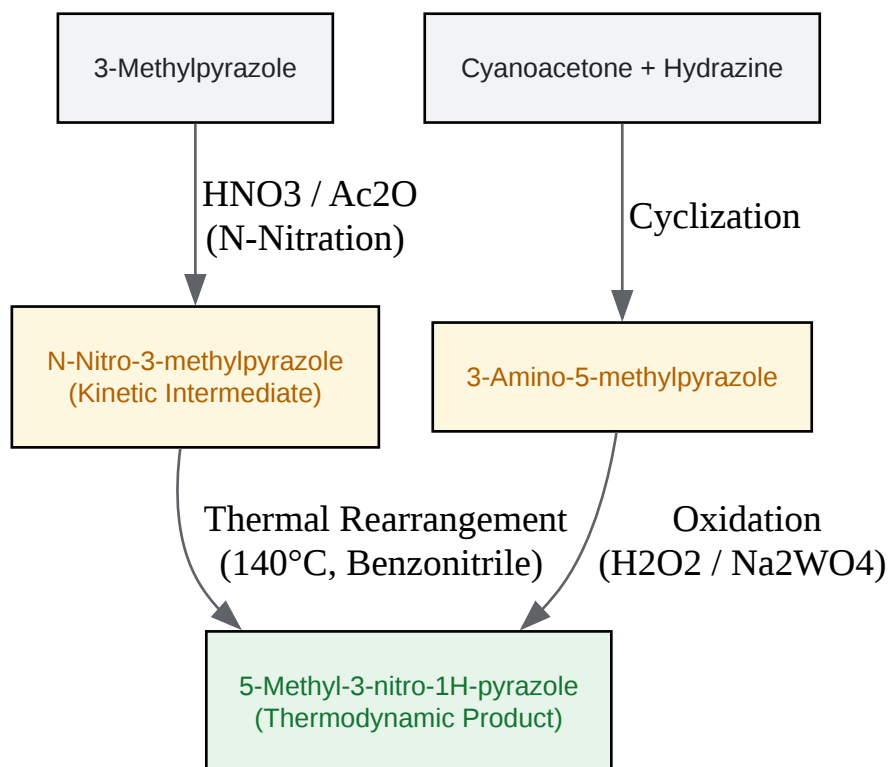 3-Methylpyrazole
Cyanoacetone + Hydrazine
HNO3 / Ac2O
(N-Nitration)
Cyclization
N-Nitro-3-methylpyrazole
(Kinetic Intermediate)
3-Amino-5-methylpyrazole
Thermal Rearrangement
(140°C, Benzonitrile)
Oxidation
(H2O2 / Na2WO4)
5-Methyl-3-nitro-1H-pyrazole
(Thermodynamic Product)